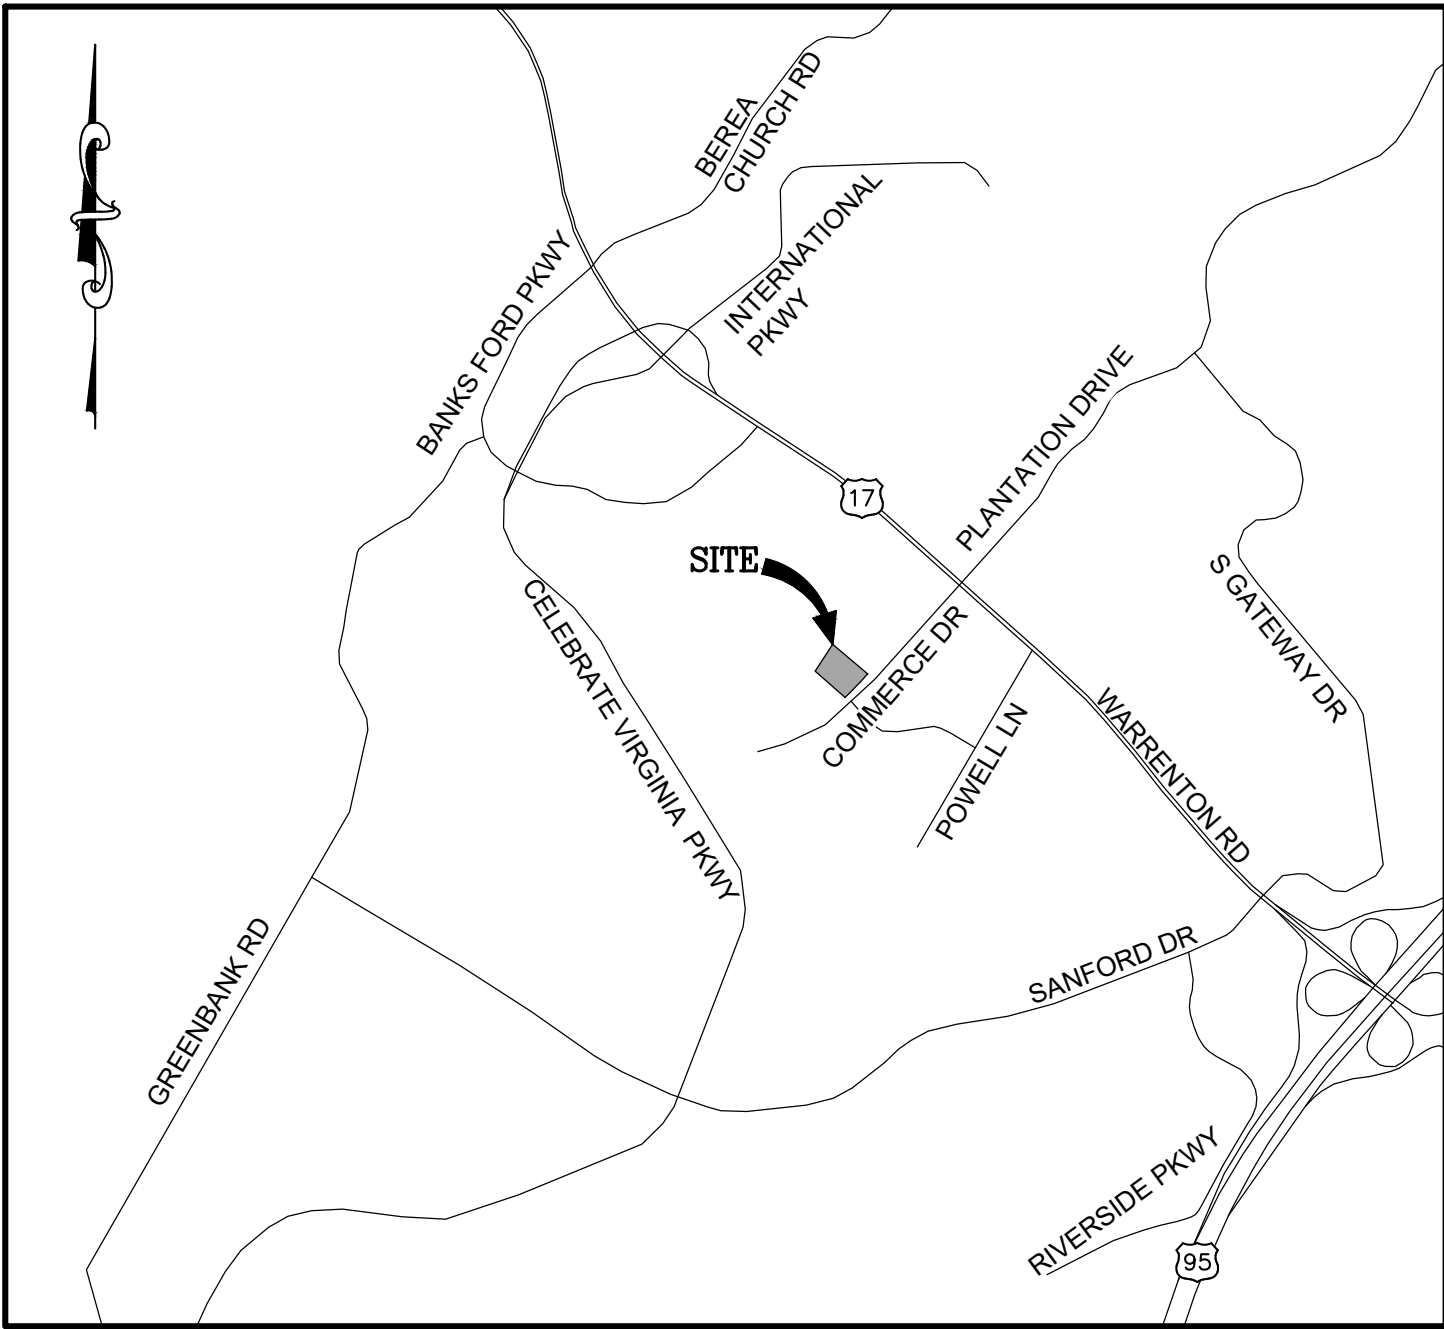 BEREA
CHURCH RD
BANKS FORD PKWY
INTERNATIONAL
PKWY
PLANTATION DRIVE
17
SITE
S GATEWAY DR
CELEBRATE VIRGINIA PKWY
COMMERCE DR
POWELL LN
WARRENTON RD
GREENBANK RD
SANFORD DR
RIVERSIDE PKWY
95